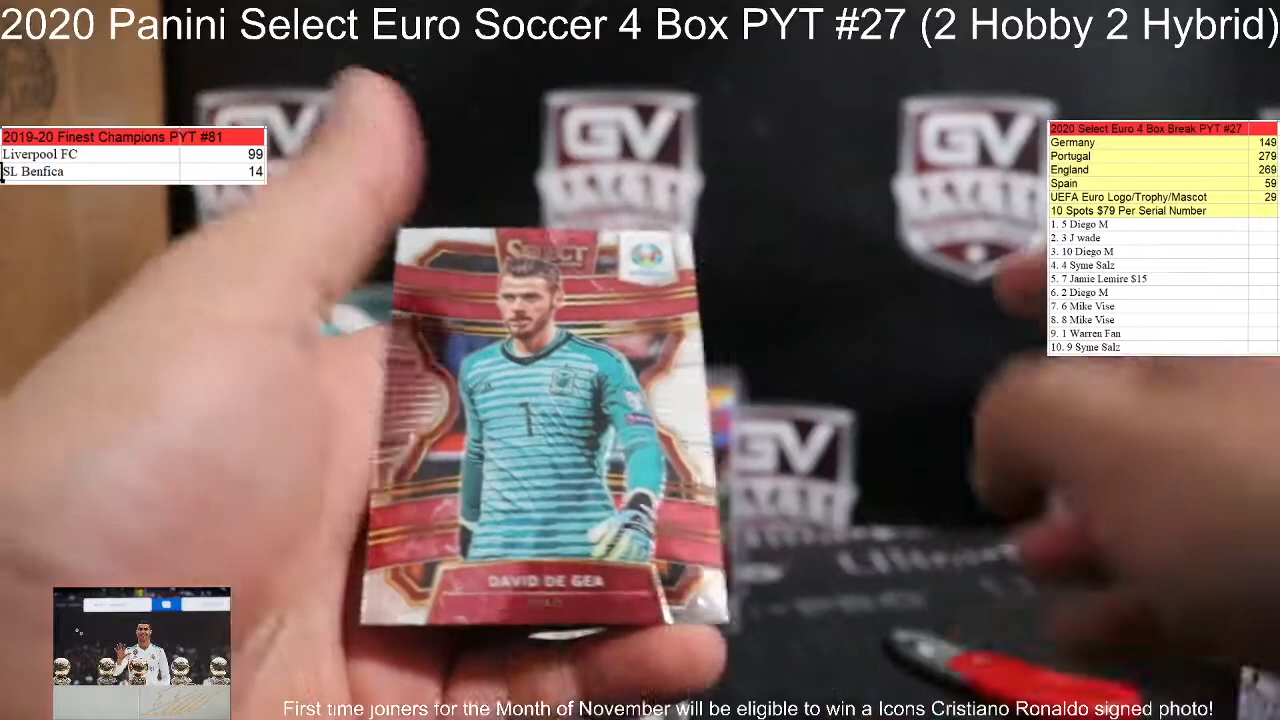 2020 Panini Select Euro Soccer 4 Box PYT #27 (2 Hobby 2 Hybrid)
2019-20 Finest Champions PYT #81
Liverpool FC 99
SL Benfica 14
GV
GV
GV
2020 Select Euro 4 Box Break PYT #27
Germany 149
Portugal 279
England 269
Spain 59
UEFA Euro Logo/Trophy/Mascot 29
10 Spots $79 Per Serial Number
1. 5 Diego M
2. 3 J wade
3. 10 Diego M
4. 4 Syme Salz
5. 7 Jamie Lemire $15
6. 2 Diego M
7. 6 Mike Vise
8. 8 Mike Vise
9. 1 Warren Fan
10. 9 Syme Salz
SELECT
1
DAVID DE GEA
GV
First time joiners for the Month of November will be eligible to win a Icons Cristiano Ronaldo signed photo!